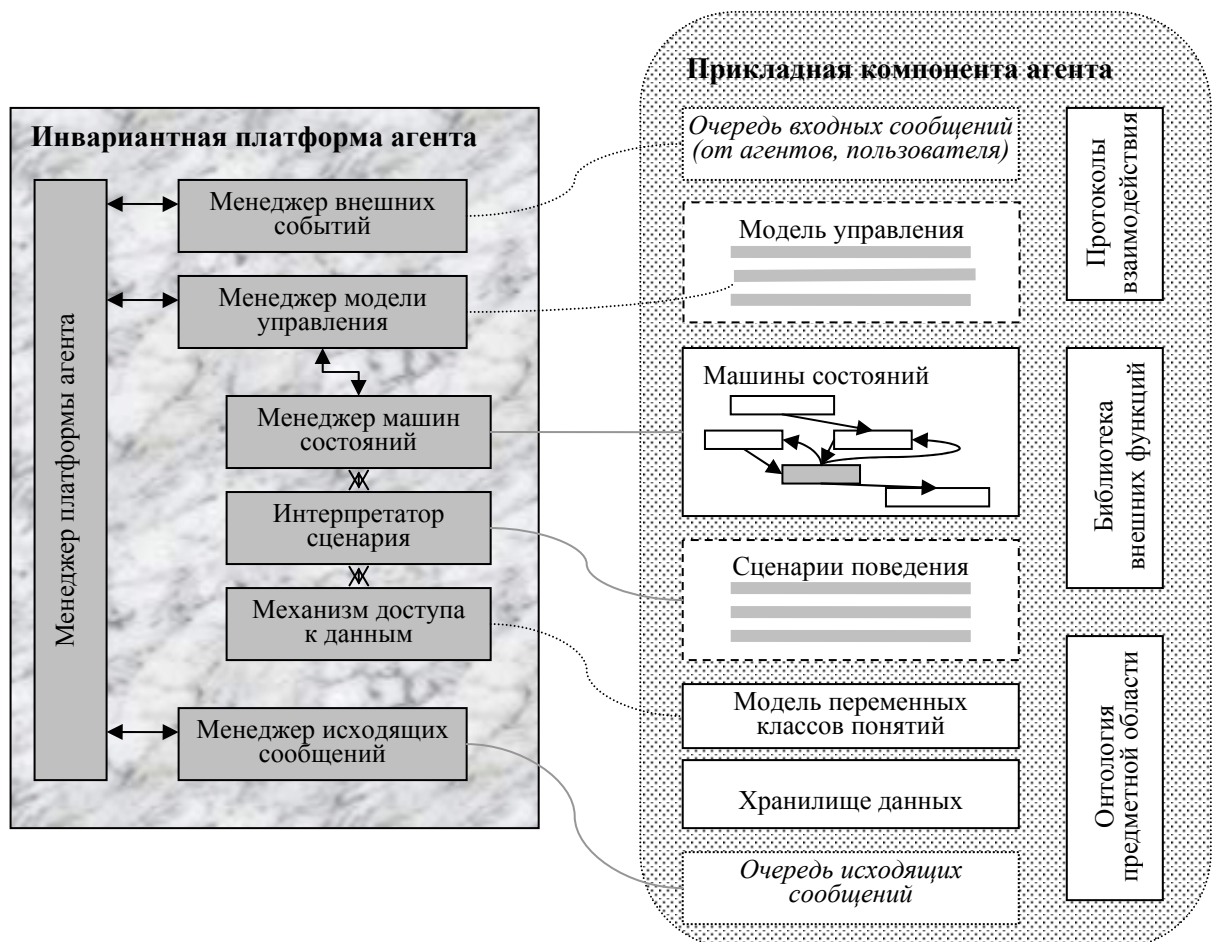 Прикладная компонента агента
Инвариантная платформа агента
Менеджер платформы агента
Менеджер внешних
событий
Менеджер модели
управления
Менеджер машин
состояний
Интерпретатор
сценария
Механизм доступа
к данным
Менеджер исходящих
сообщений
Очередь входных сообщений
(от агентов, пользователя)
Модель управления
Машины состояний
Сценарии поведения
Модель переменных
классов понятий
Хранилище данных
Очередь исходящих
сообщений
Протоколы
взаимодействия
Библиотека
внешних функций
Онтология
предметной области